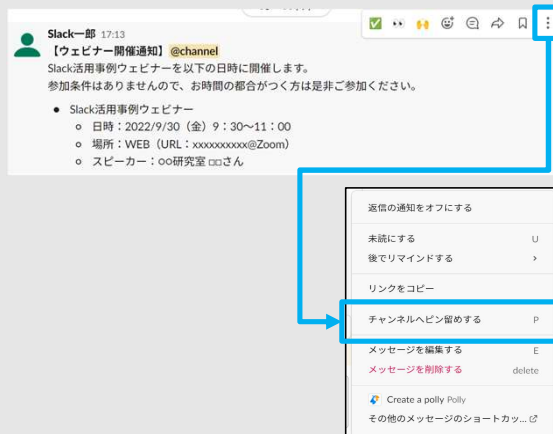 Slack一郎 17:13
【ウェビナー開催通知】@channel
Slack活用事例ウェビナーを以下の日時に開催します。
参加条件はありませんので、お時間の都合がつく方は是非ご参加ください。
• Slack活用事例ウェビナー
○ 日時：2022/9/30（金）9：30〜11：00
○ 場所：WEB（URL：xxxxxxxxxx@Zoom）
○ スピーカー：○○研究室 □□さん
返信の通知をオフにする
未読にする U
後でリマインドする >
リンクをコピー
チャンネルへピン留めする P
メッセージを編集する E
メッセージを削除する delete
Create a polly Polly
その他のメッセージのショートカッ...